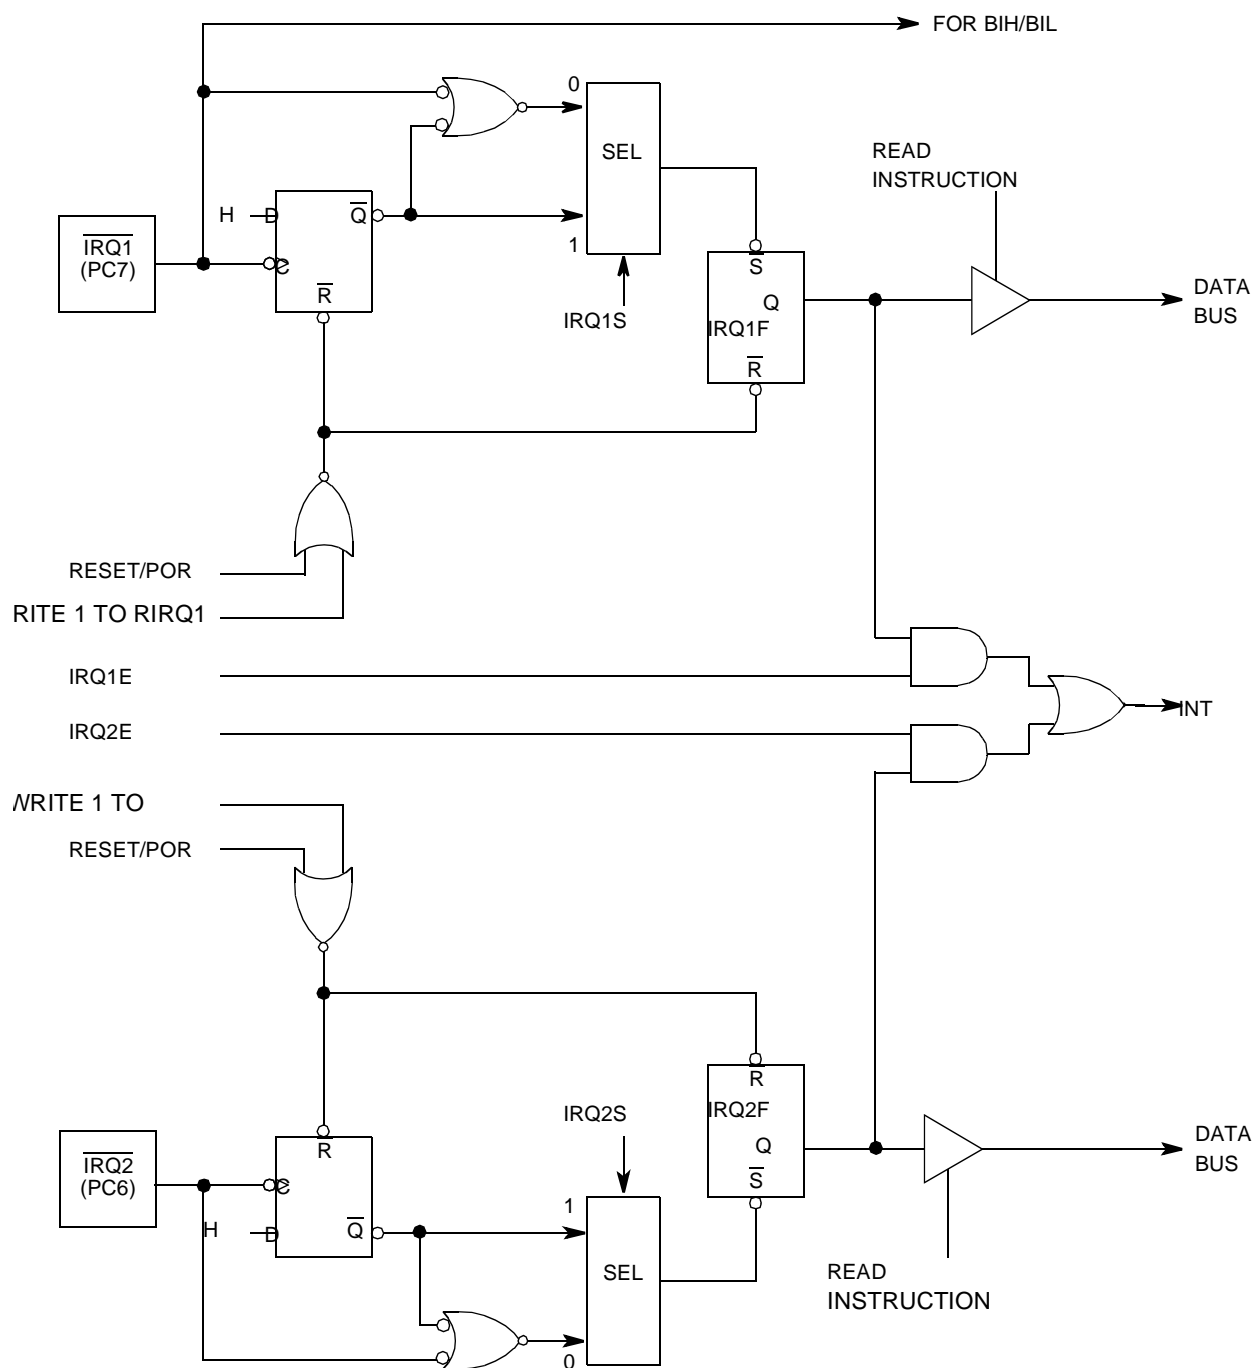 FOR BIH/BIL
0
READ
INSTRUCTION
SEL
H
D
Q
IRQ1
(PC7)
C
1
S
R
Q
IRQ1S
IRQ1F
R
DATA
BUS
RESET/POR
RITE 1 TO RIRQ1
IRQ1E
IRQ2E
INT
WRITE 1 TO
RESET/POR
R
IRQ2F
IRQ2S
R
Q
S
DATA
BUS
IRQ2
(PC6)
C
1
H
D
Q
SEL
READ
INSTRUCTION
0